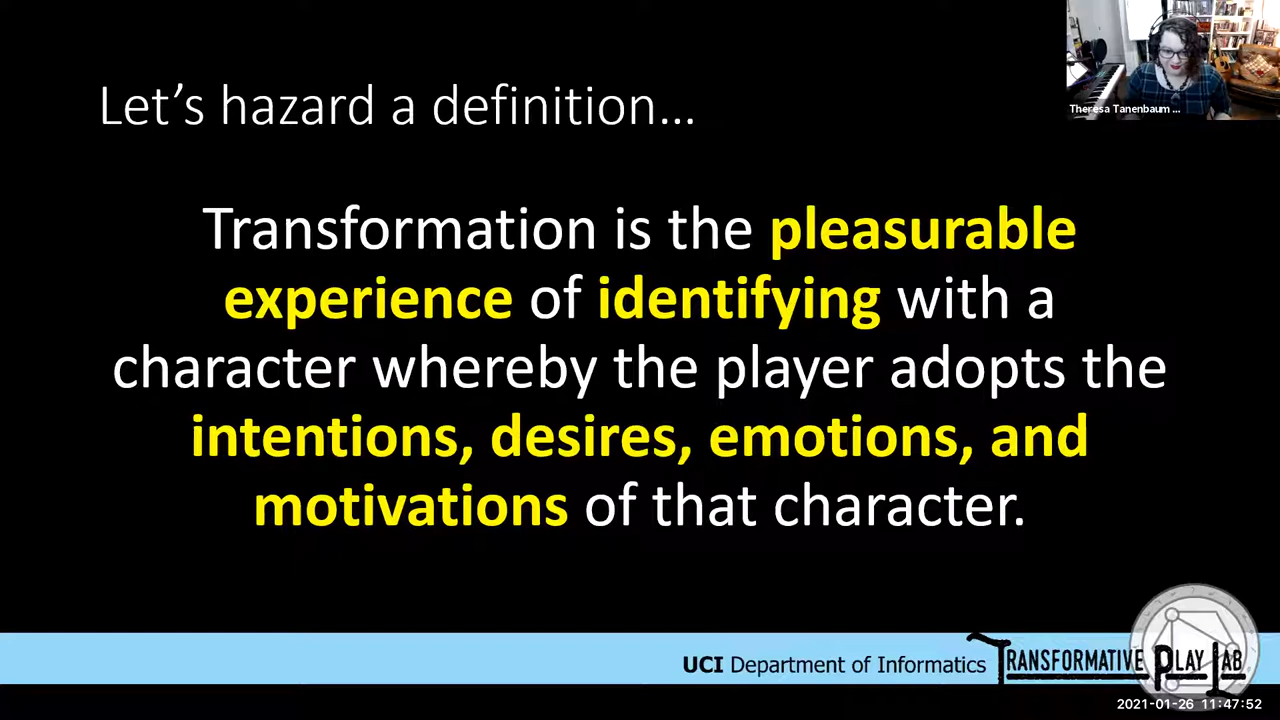 Theresa Tanenbaum ...
Let's hazard a definition...
Transformation is the pleasurable
experience of identifying with a
character whereby the player adopts the
intentions, desires, emotions, and
motivations of that character.
UCI Department of Informatics
TRANSFORMATIVE PLAY LAB
2021-01-26 11:47:52